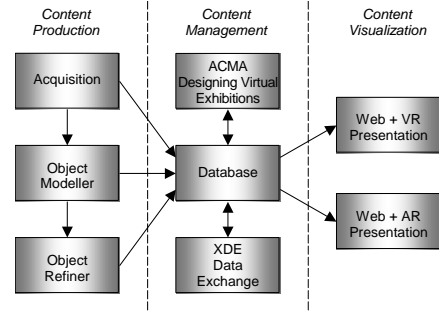 Content
Production
Content
Management
Content
Visualization
Acquisition
Object
Modeller
Object
Refiner
ACMA
Designing Virtual
Exhibitions
Database
XDE
Data
Exchange
Web + VR
Presentation
Web + AR
Presentation